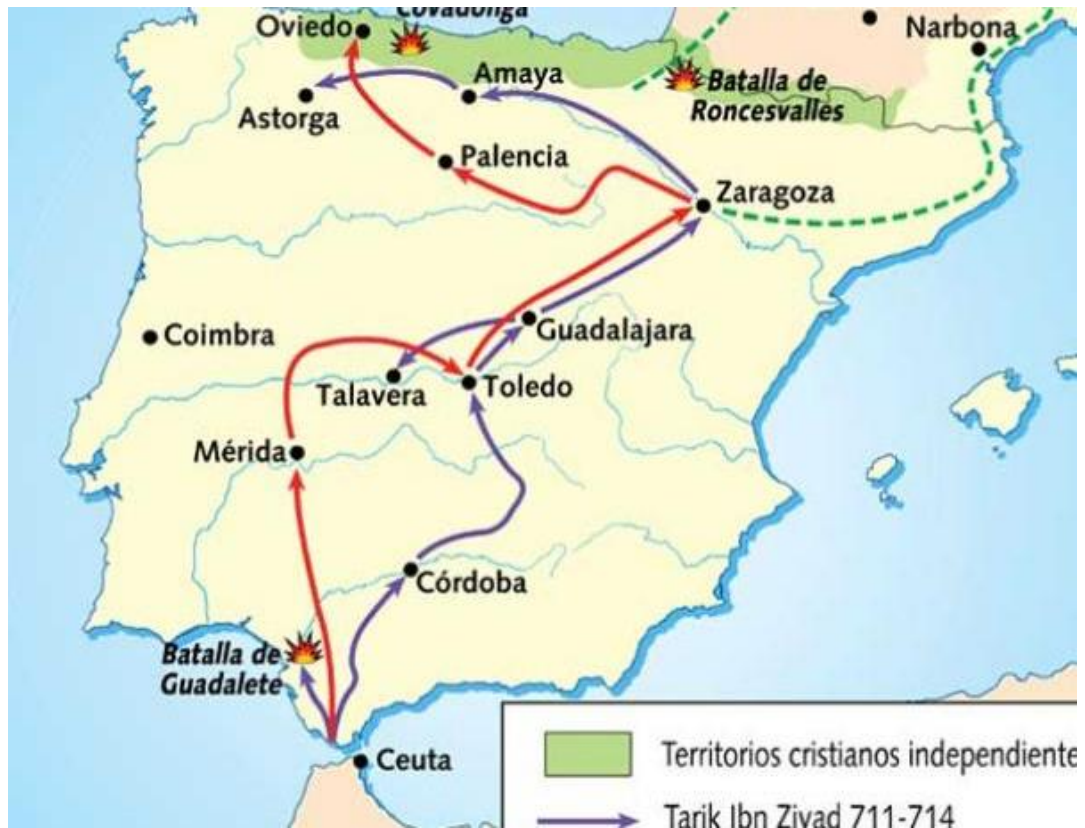 Covadonga
Oviedo
Narbona
Amaya
Batalla de
Roncesvalles
Astorga
Palencia
Zaragoza
Coimbra
Guadalajara
Talavera
Toledo
Mérida
Córdoba
Batalla de
Guadalete
Ceuta
Territorios cristianos independiente
Tarik Ibn Ziyad 711-714